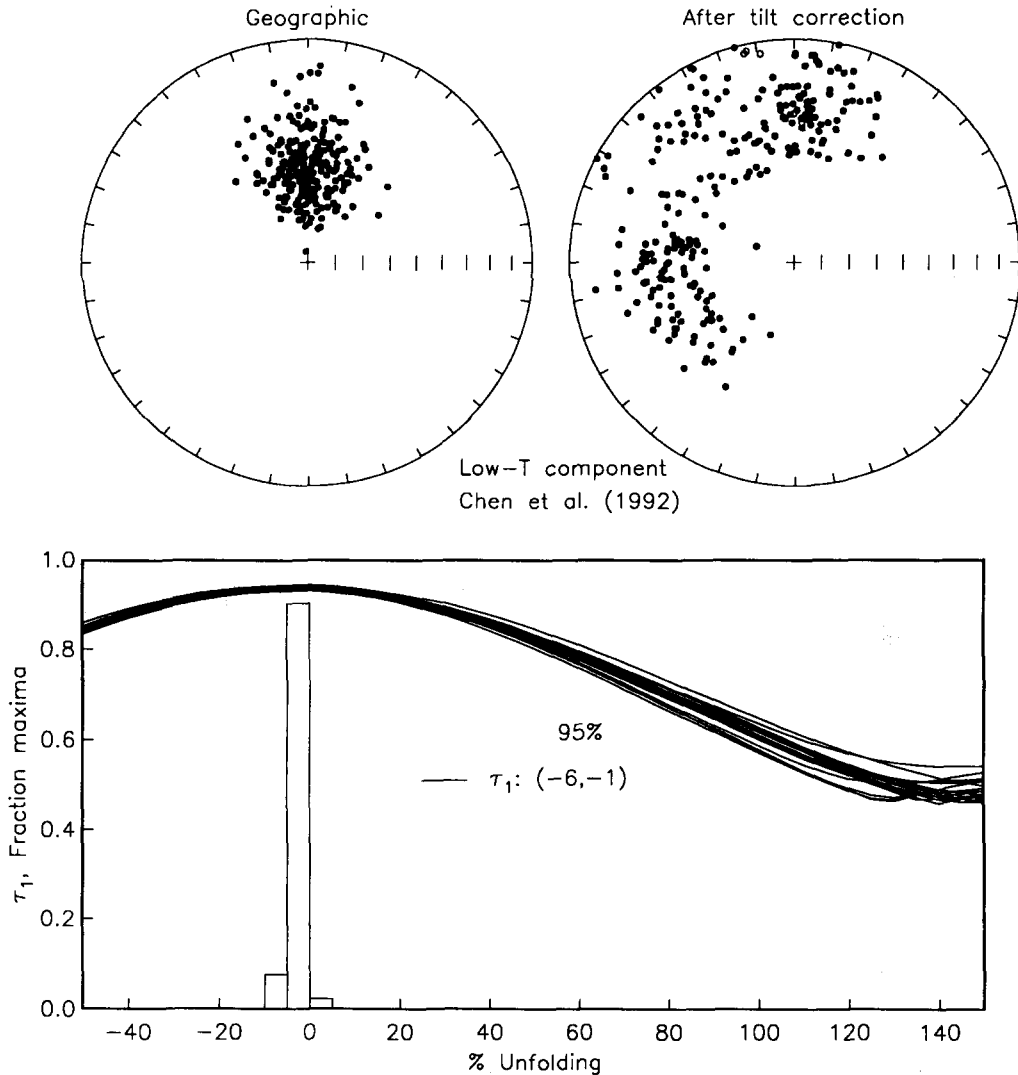 Geographic
After tilt correction
Low-T component
Chen et al. (1992)
1.0
0.8
0.6
0.4
0.2
0.0
τ₁, Fraction maxima
95%
τ₁: (-6,-1)
-40 -20 0 20 40 60 80 100 120 140
% Unfolding